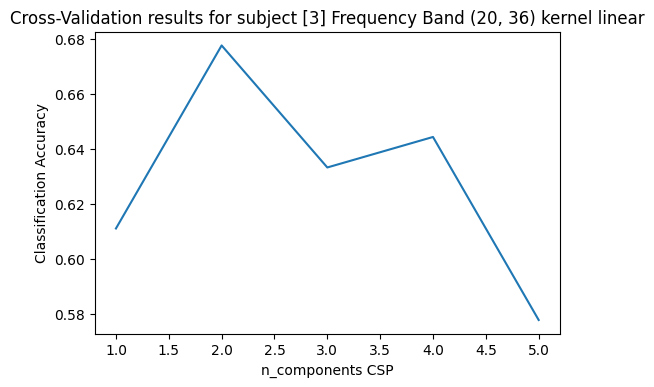 Cross-Validation results for subject [3] Frequency Band (20, 36) kernel linear
Classification Accuracy
0.68
0.66
0.64
0.62
0.60
0.58
1.0 1.5 2.0 2.5 3.0 3.5 4.0 4.5 5.0
n_components CSP